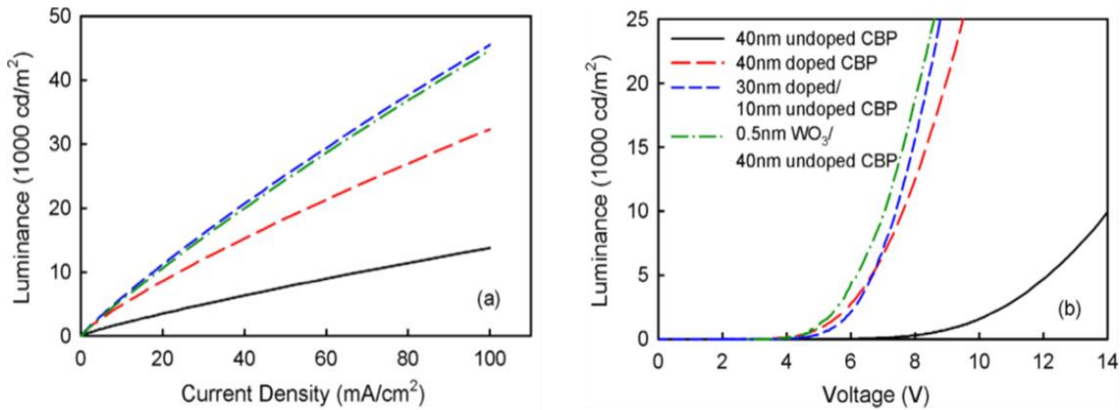 50
40
30
20
10
0
Luminance (1000 cd/m²)
0 20 40 60 80 100
Current Density (mA/cm²)
(a)
25
20
15
10
5
0
Luminance (1000 cd/m²)
40nm undoped CBP
40nm doped CBP
30nm doped/
10nm undoped CBP
0.5nm WO₃/
40nm undoped CBP
(b)
0 2 4 6 8 10 12 14
Voltage (V)